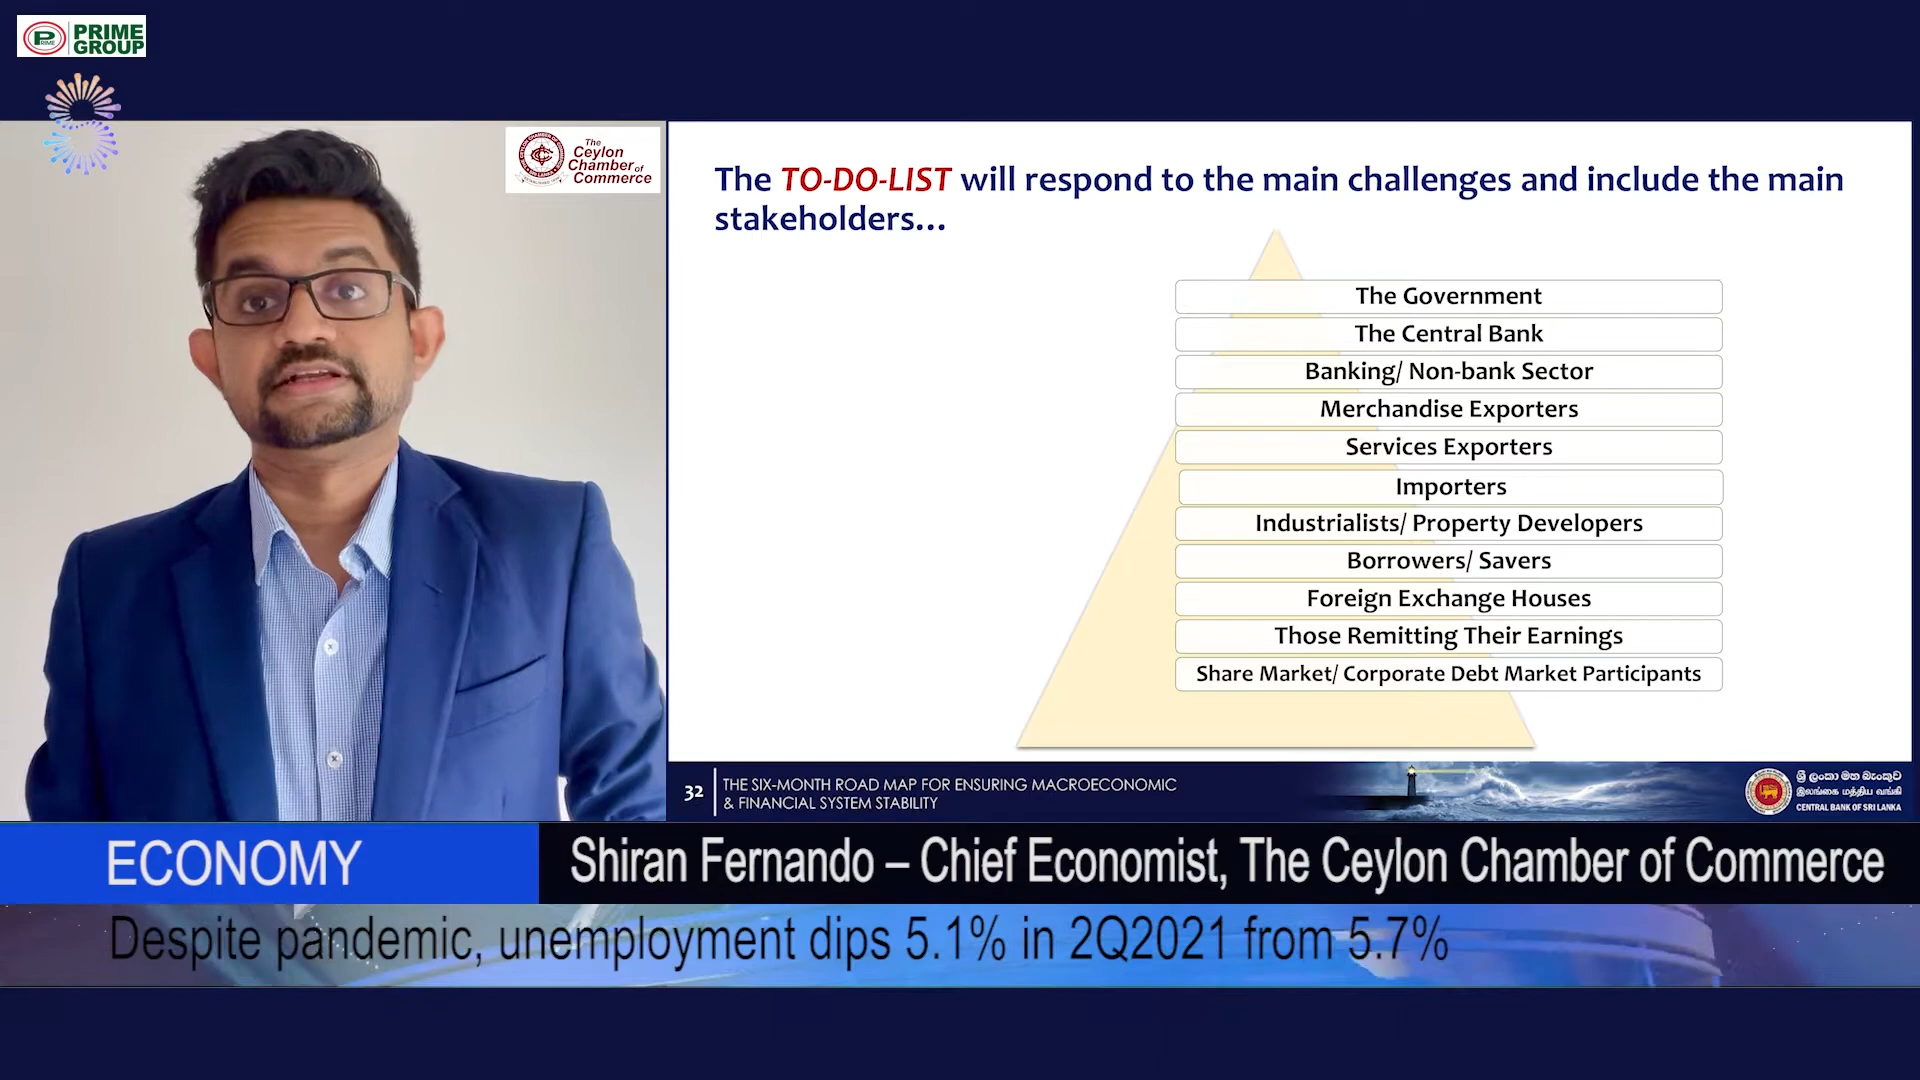 PRIME
GROUP
The
Ceylon
Chamber of
Commerce
The TO-DO-LIST will respond to the main challenges and include the main
stakeholders...
The Government
The Central Bank
Banking/ Non-bank Sector
Merchandise Exporters
Services Exporters
Importers
Industrialists/ Property Developers
Borrowers/ Savers
Foreign Exchange Houses
Those Remitting Their Earnings
Share Market/ Corporate Debt Market Participants
32
THE SIX-MONTH ROAD MAP FOR ENSURING MACROECONOMIC
& FINANCIAL SYSTEM STABILITY
ශ්‍රී ලංකා මහ බැංකුව
இலங்கை மத்திய வங்கி
CENTRAL BANK OF SRI LANKA
ECONOMY
Shiran Fernando – Chief Economist, The Ceylon Chamber of Commerce
Despite pandemic, unemployment dips 5.1% in 2Q2021 from 5.7%